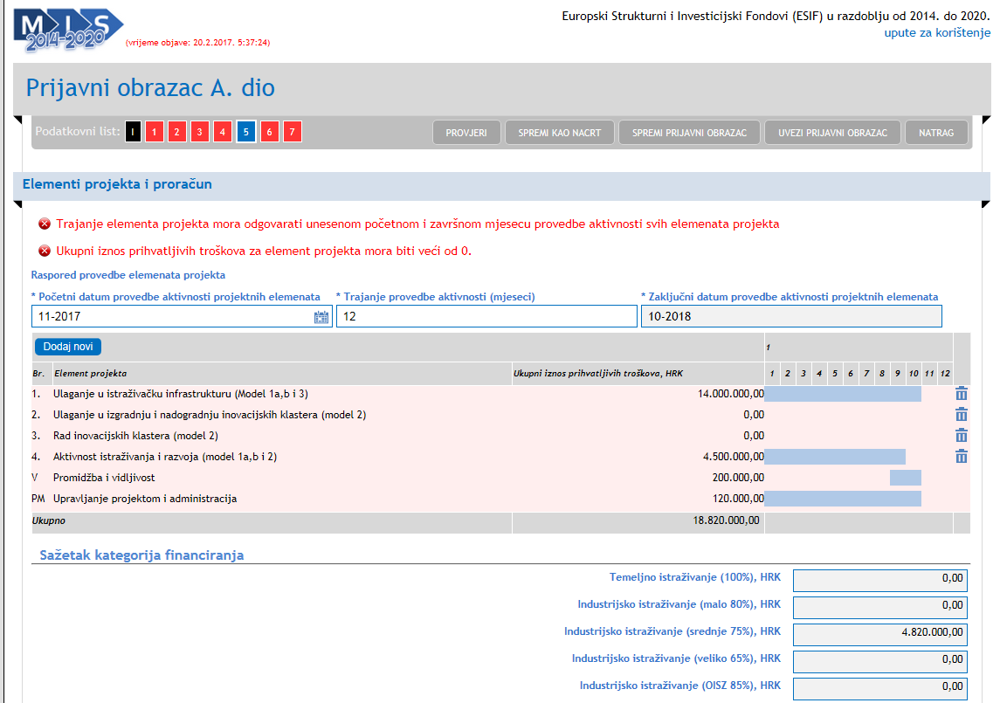 Europski Strukturni i Investicijski Fondovi (ESIF) u razdoblju od 2014. do 2020.
MIS
2014-2020
(vrijeme objave: 20.2.2017. 5:37:24)
upute za korištenje
Prijavni obrazac A. dio
Podatkovni list: I 1 2 3 4 5 6 7 PROVJERI SPREMI KAO NACRT SPREMI PRIJAVNI OBRAZAC UVEZI PRIJAVNI OBRAZAC NATRAG
Elementi projekta i proračun
Trajanje elementa projekta mora odgovarati unesenom početnom i završnom mjesecu provedbe aktivnosti svih elemenata projekta
Ukupni iznos prihvatljivih troškova za element projekta mora biti veći od 0.
Raspored provedbe elemenata projekta
* Početni datum provedbe aktivnosti projektnih elemenata * Trajanje provedbe aktivnosti (mjeseci) * Zaključni datum provedbe aktivnosti projektnih elemenata
11-2017 12 10-2018
Dodaj novi 1
Br. Element projekta Ukupni iznos prihvatljivih troškova, HRK 1 2 3 4 5 6 7 8 9 10 11 12
1. Ulaganje u istraživačku infrastrukturu (Model 1a,b i 3) 14.000.000,00
2. Ulaganje u izgradnju i nadogradnju inovacijskih klastera (model 2) 0,00
3. Rad inovacijskih klastera (model 2) 0,00
4. Aktivnost istraživanja i razvoja (model 1a,b i 2) 4.500.000,00
V Promidžba i vidljivost 200.000,00
PM Upravljanje projektom i administracija 120.000,00
Ukupno 18.820.000,00
Sažetak kategorija financiranja
Temeljno istraživanje (100%), HRK 0,00
Industrijsko istraživanje (malo 80%), HRK 0,00
Industrijsko istraživanje (srednje 75%), HRK 4.820.000,00
Industrijsko istraživanje (veliko 65%), HRK 0,00
Industrijsko istraživanje (OISZ 85%), HRK 0,00